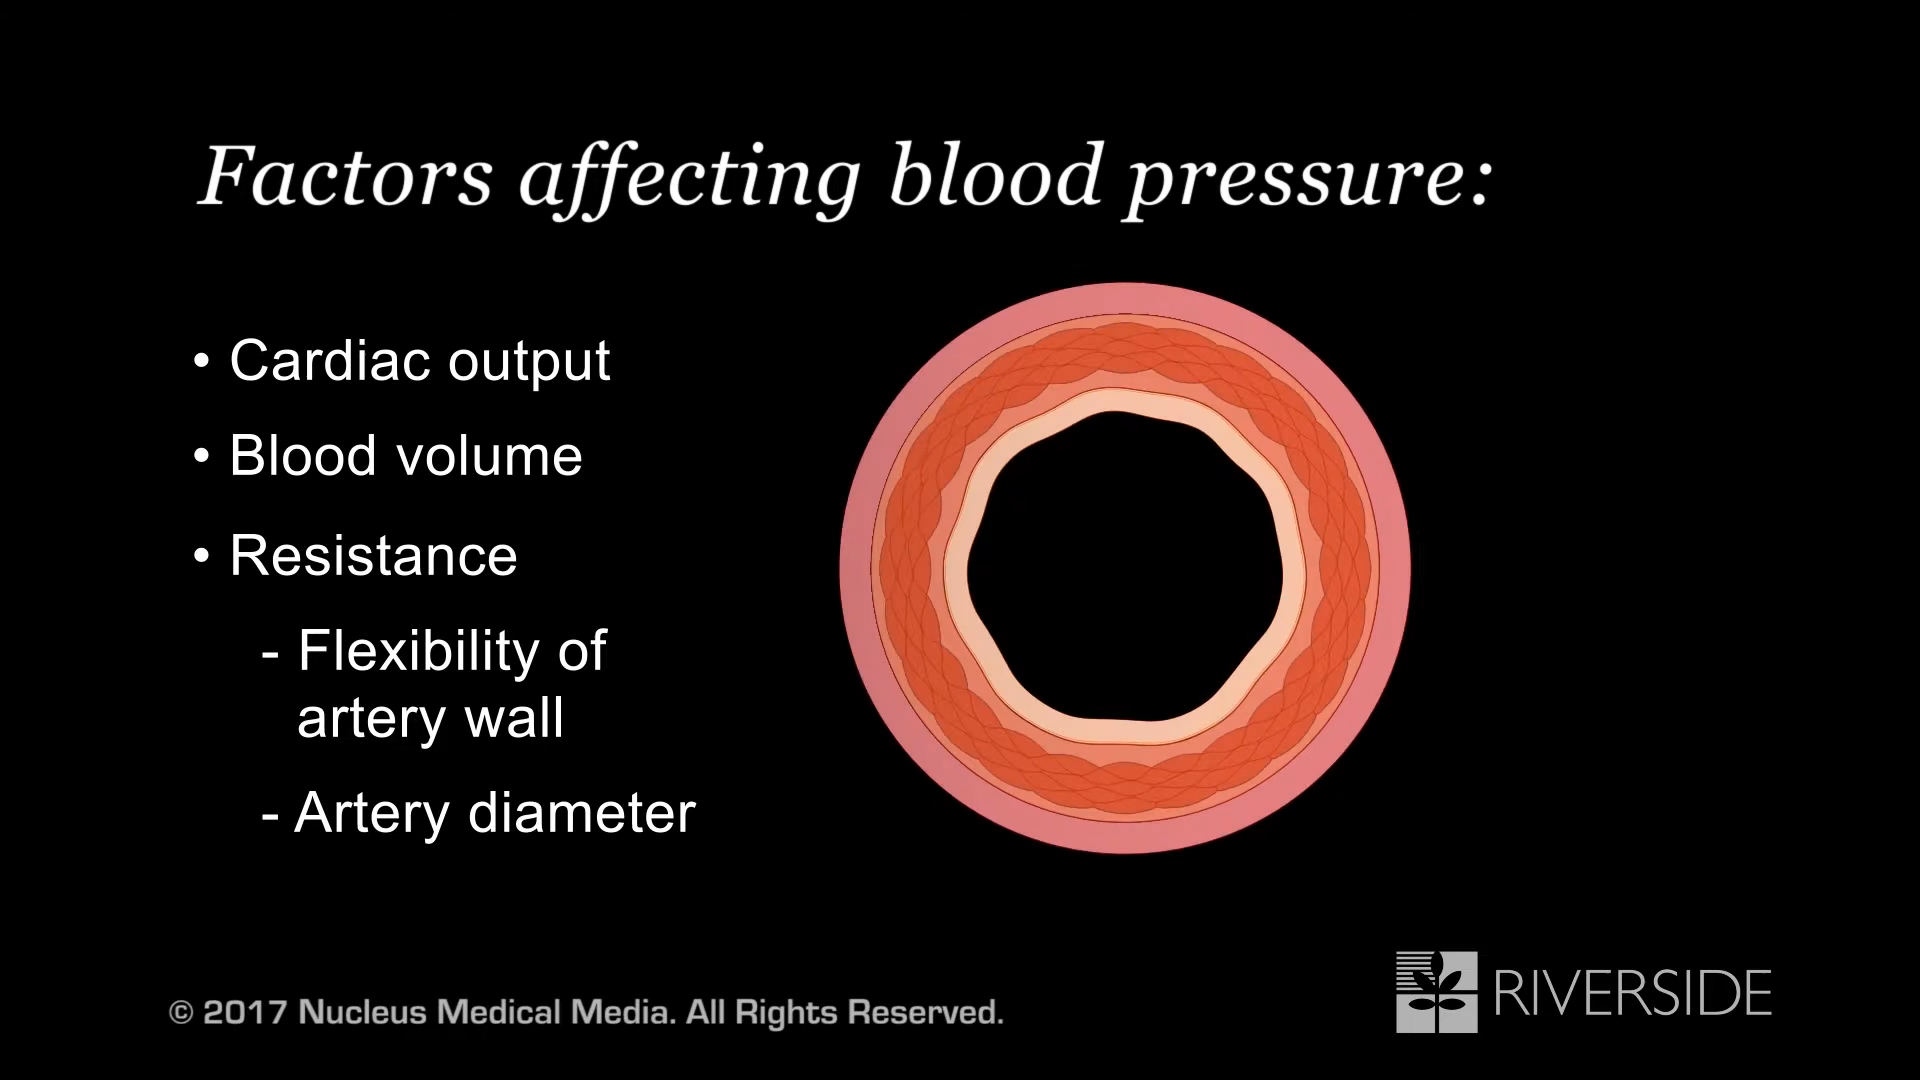 Factors affecting blood pressure:
• Cardiac output
• Blood volume
• Resistance
- Flexibility of
artery wall
- Artery diameter
© 2017 Nucleus Medical Media. All Rights Reserved.
RIVERSIDE